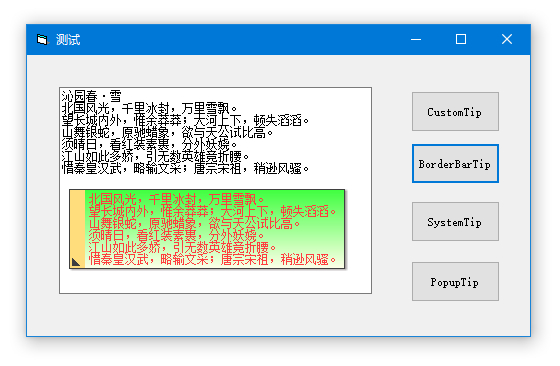 测试
沁园春·雪
北国风光，千里冰封，万里雪飘。
望长城内外，惟余莽莽；大河上下，顿失滔滔。
山舞银蛇，原驰蜡象，欲与天公试比高。
须晴日，看红装素裹，分外妖娆。
江山如此多娇，引无数英雄竞折腰。
惜秦皇汉武，略输文采；唐宗宋祖，稍逊风骚。
北国风光，千里冰封，万里雪飘。
望长城内外，惟余莽莽；大河上下，顿失滔滔。
山舞银蛇，原驰蜡象，欲与天公试比高。
须晴日，看红装素裹，分外妖娆。
江山如此多娇，引无数英雄竞折腰。
惜秦皇汉武，略输文采；唐宗宋祖，稍逊风骚。
CustomTip
BorderBarTip
SystemTip
PopupTip